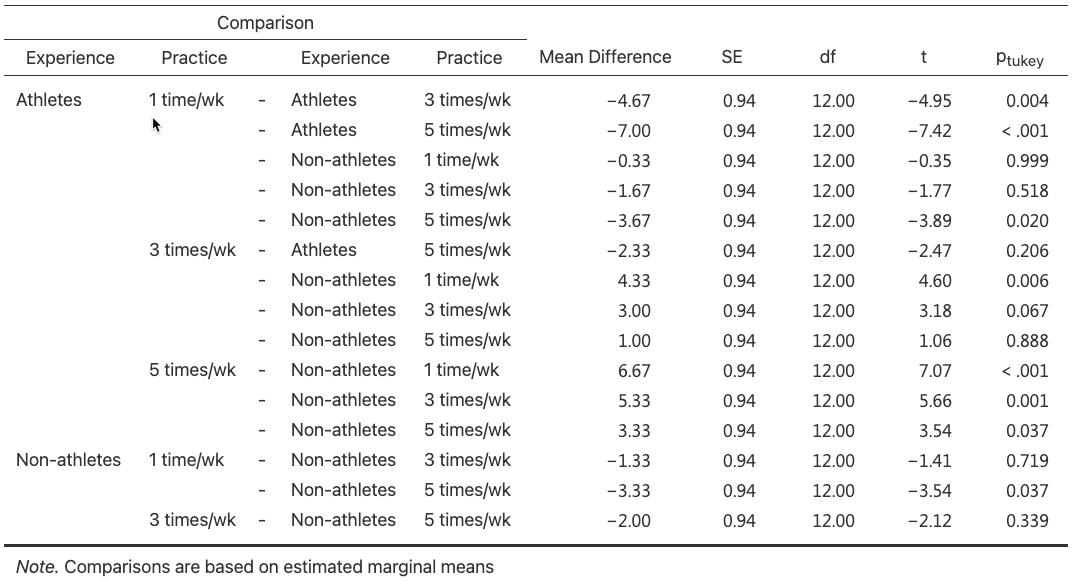 Comparison
Experience Practice Experience Practice Mean Difference SE df t p tukey
Athletes 1 time/wk - Athletes 3 times/wk −4.67 0.94 12.00 −4.95 0.004
- Athletes 5 times/wk −7.00 0.94 12.00 −7.42 < .001
- Non-athletes 1 time/wk −0.33 0.94 12.00 −0.35 0.999
- Non-athletes 3 times/wk −1.67 0.94 12.00 −1.77 0.518
- Non-athletes 5 times/wk −3.67 0.94 12.00 −3.89 0.020
3 times/wk - Athletes 5 times/wk −2.33 0.94 12.00 −2.47 0.206
- Non-athletes 1 time/wk 4.33 0.94 12.00 4.60 0.006
- Non-athletes 3 times/wk 3.00 0.94 12.00 3.18 0.067
- Non-athletes 5 times/wk 1.00 0.94 12.00 1.06 0.888
5 times/wk - Non-athletes 1 time/wk 6.67 0.94 12.00 7.07 < .001
- Non-athletes 3 times/wk 5.33 0.94 12.00 5.66 0.001
- Non-athletes 5 times/wk 3.33 0.94 12.00 3.54 0.037
Non-athletes 1 time/wk - Non-athletes 3 times/wk −1.33 0.94 12.00 −1.41 0.719
- Non-athletes 5 times/wk −3.33 0.94 12.00 −3.54 0.037
3 times/wk - Non-athletes 5 times/wk −2.00 0.94 12.00 −2.12 0.339
Note. Comparisons are based on estimated marginal means